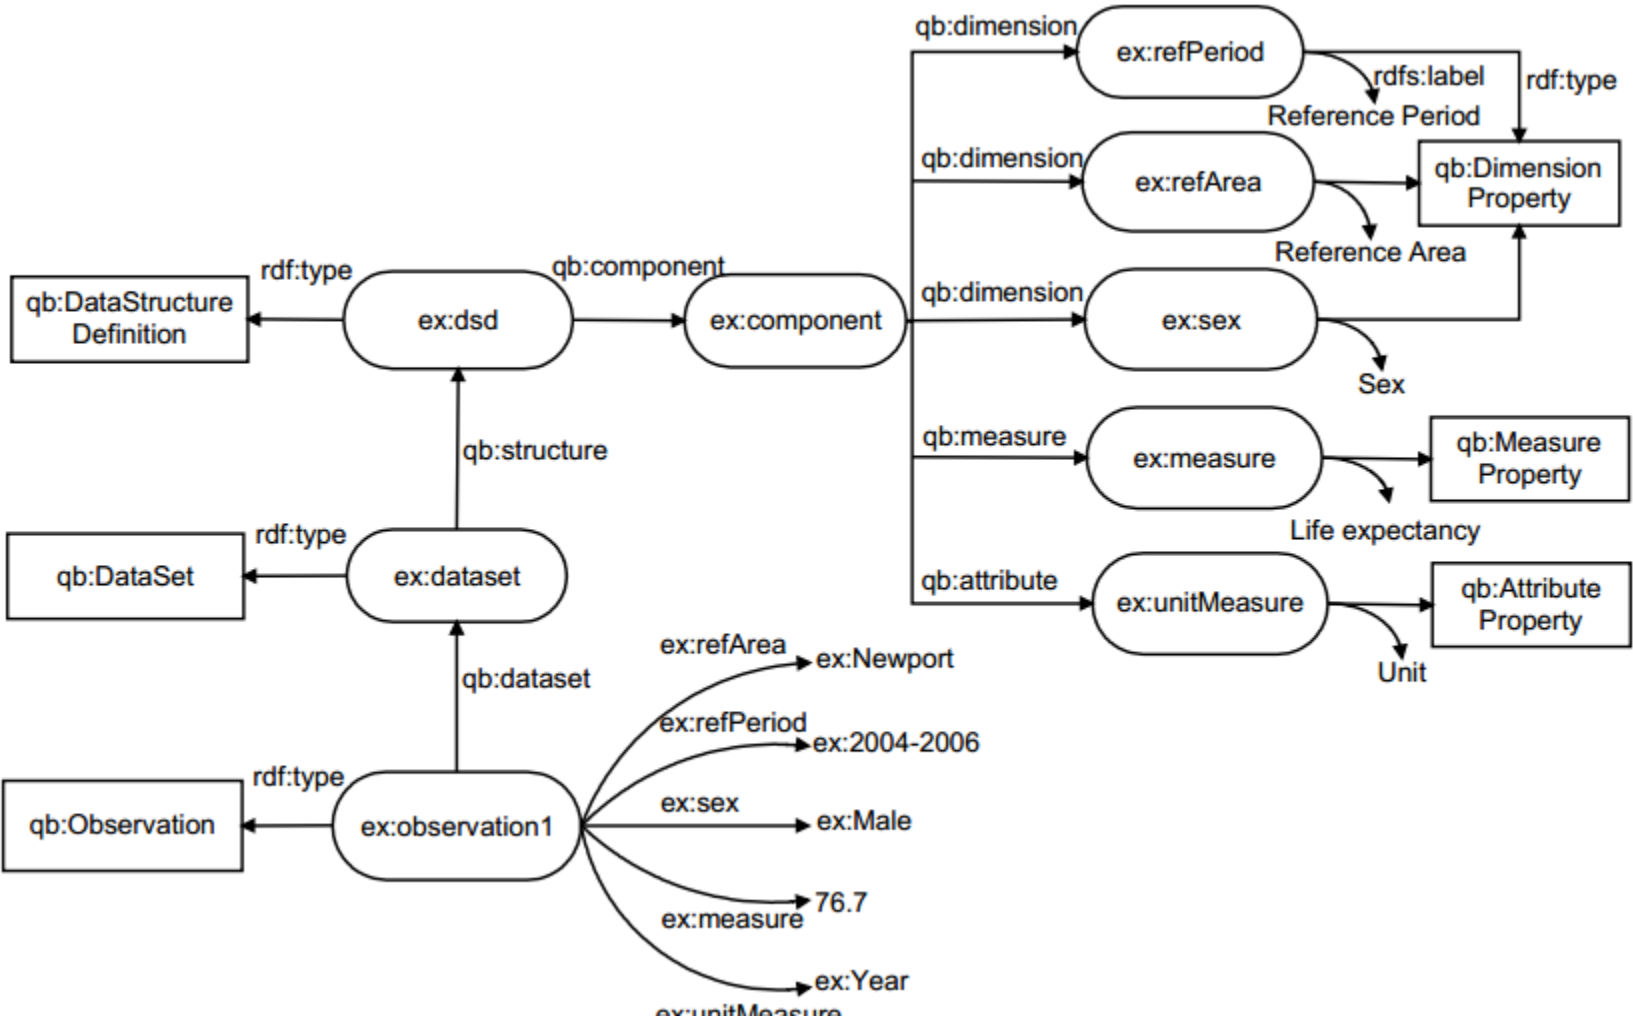 qb:dimension
ex:refPeriod
rdfs:label
rdf:type
Reference Period
qb:dimension
ex:refArea
qb:Dimension
Property
Reference Area
rdf:type
qb:component
qb:dimension
qb:DataStructure
Definition
ex:dsd
ex:component
ex:sex
Sex
qb:structure
qb:measure
ex:measure
qb:Measure
Property
Life expectancy
rdf:type
qb:DataSet
ex:dataset
qb:attribute
ex:unitMeasure
qb:Attribute
Property
Unit
qb:dataset
ex:refArea
ex:Newport
ex:refPeriod
ex:2004-2006
rdf:type
qb:Observation
ex:observation1
ex:sex
ex:Male
76.7
ex:measure
ex:Year
ex:unitMeasure